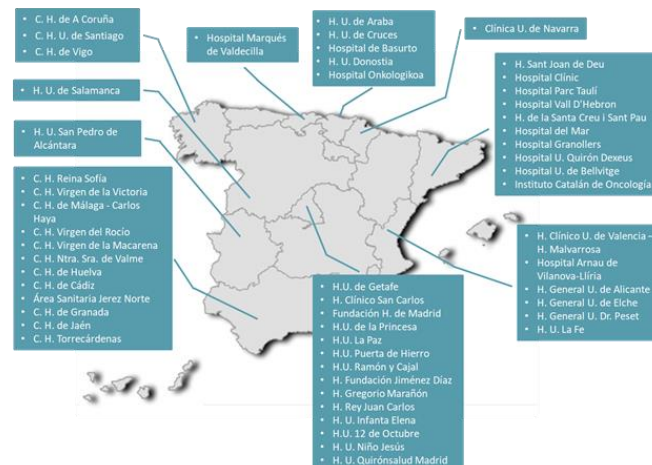 • C. H. de A Coruña
• C. H. U. de Santiago
• C. H. de Vigo
Hospital Marqués
de Valdecilla
• H. U. de Araba
• H. U. de Cruces
• Hospital de Basurto
• H. U. Donostia
• Hospital Onkologikoa
• Clínica U. de Navarra
• H. U. de Salamanca
• H. U. San Pedro de
Alcántara
• H. Sant Joan de Deu
• Hospital Clínic
• Hospital Parc Taulí
• Hospital Vall D'Hebron
• H. de la Santa Creu i Sant Pau
• Hospital del Mar
• Hospital Granollers
• Hospital U. Quirón Dexeus
• Hospital U. de Bellvitge
• Instituto Catalán de Oncología
• C. H. Reina Sofía
• C. H. Virgen de la Victoria
• C. H. de Málaga - Carlos
Haya
• C. H. Virgen del Rocío
• C. H. Virgen de la Macarena
• C. H. Ntra. Sra. de Valme
• C. H. de Huelva
• C. H. de Cádiz
• Área Sanitaria Jerez Norte
• C. H. de Granada
• C. H. de Jaén
• C. H. Torrecárdenas
• H.U. de Getafe
• H. Clínico San Carlos
• Fundación H. de Madrid
• H.U. de la Princesa
• H.U. La Paz
• H.U. Puerta de Hierro
• H.U. Ramón y Cajal
• H. Fundación Jiménez Díaz
• H. Gregorio Marañón
• H. Rey Juan Carlos
• H. U. Infanta Elena
• H.U. 12 de Octubre
• H. U. Niño Jesús
• H. U. Quirónsalud Madrid
• H. Clínico U. de Valencia –
H. Malvarrosa
• Hospital Arnau de
Vilanova-Llíria
• H. General U. de Alicante
• H. General U. de Elche
• H. General U. Dr. Peset
• H. U. La Fe